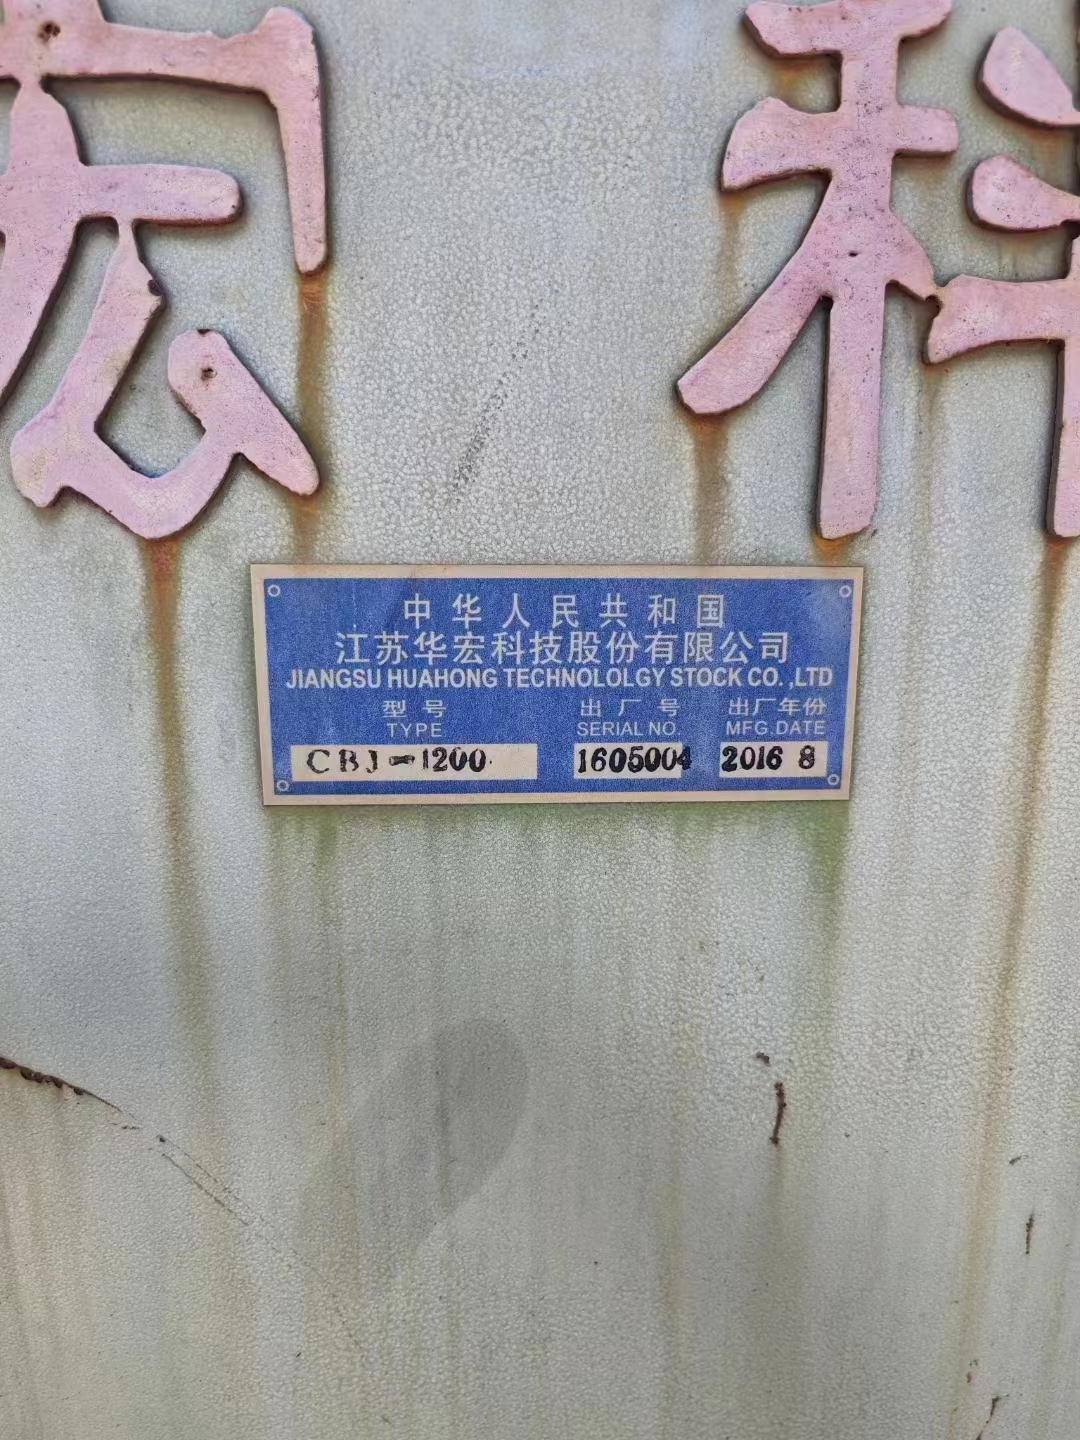 宏科
中华人民共和国
江苏华宏科技股份有限公司
JIANGSU HUAHONG TECHNOLOLGY STOCK CO. ,LTD
型号 出厂号 出厂年份
TYPE SERIAL NO. MFG.DATE
CBJ-1200 1605004 2016 8